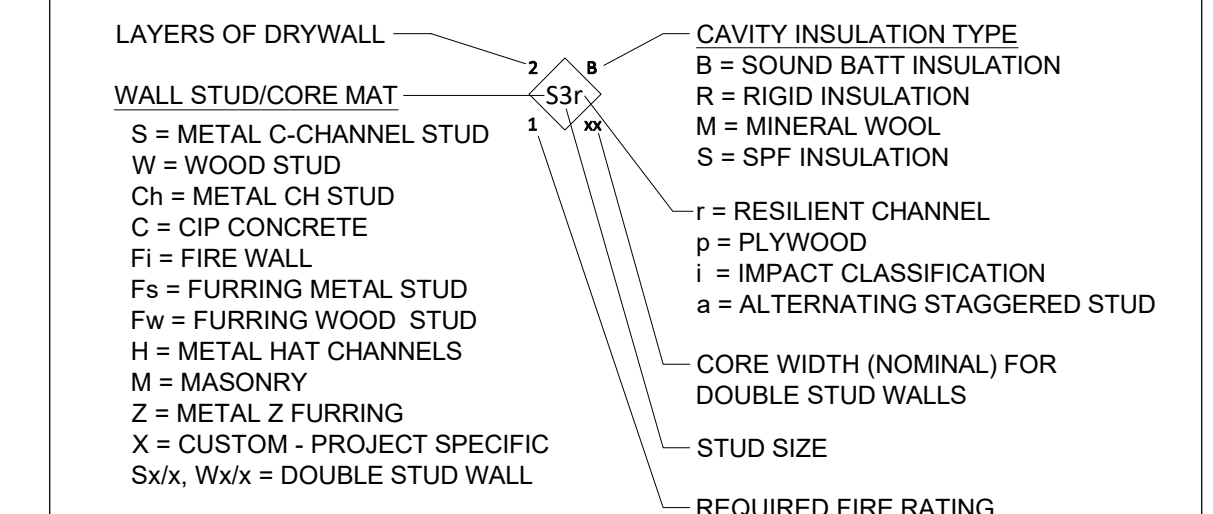 LAYERS OF DRYWALL
WALL STUD/CORE MAT
S = METAL C-CHANNEL STUD
W = WOOD STUD
Ch = METAL CH STUD
C = CIP CONCRETE
Fi = FIRE WALL
Fs = FURRING METAL STUD
Fw = FURRING WOOD STUD
H = METAL HAT CHANNELS
M = MASONRY
Z = METAL Z FURRING
X = CUSTOM - PROJECT SPECIFIC
Sx/x, Wx/x = DOUBLE STUD WALL
2 B
S3r
1 xx
CAVITY INSULATION TYPE
B = SOUND BATT INSULATION
R = RIGID INSULATION
M = MINERAL WOOL
S = SPF INSULATION
r = RESILIENT CHANNEL
p = PLYWOOD
i = IMPACT CLASSIFICATION
a = ALTERNATING STAGGERED STUD
CORE WIDTH (NOMINAL) FOR
DOUBLE STUD WALLS
STUD SIZE
REQUIRED FIRE RATING